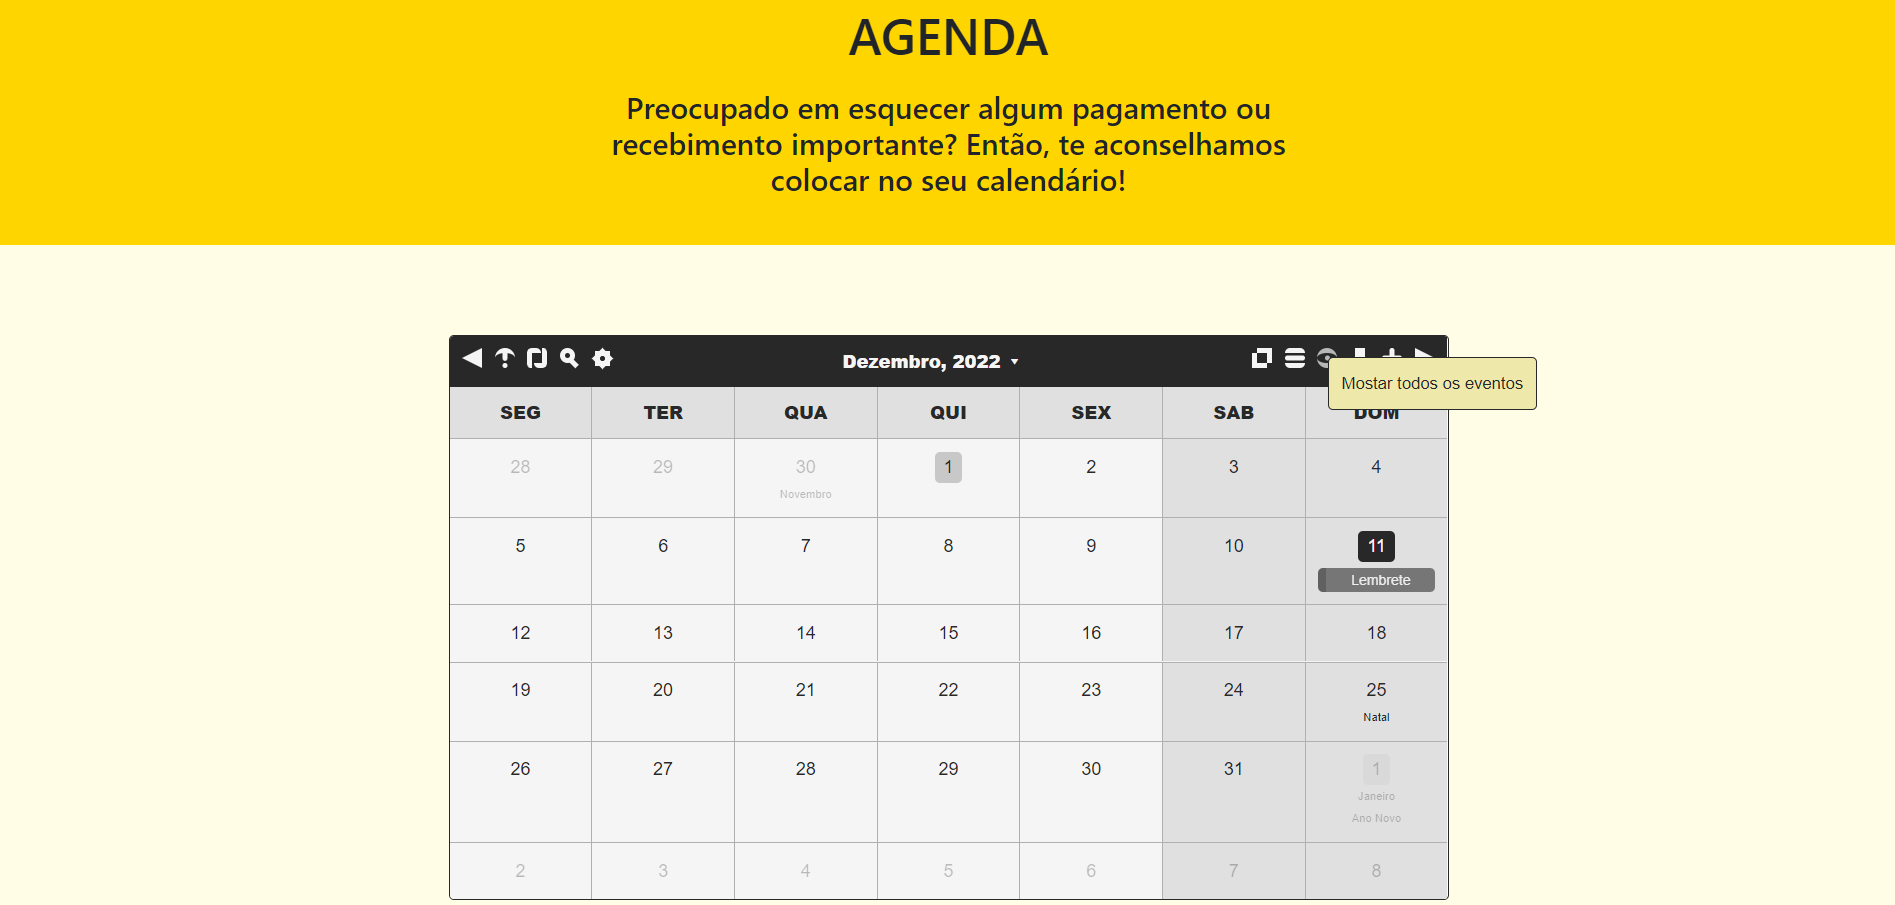 AGENDA
Preocupado em esquecer algum pagamento ou
recebimento importante? Então, te aconselhamos
colocar no seu calendário!
Dezembro, 2022
Mostar todos os eventos
SEG TER QUA QUI SEX SAB DOM
28 29 30 1 2 3 4
Novembro
5 6 7 8 9 10 11
Lembrete
12 13 14 15 16 17 18
19 20 21 22 23 24 25
Natal
26 27 28 29 30 31 1
Janeiro
Ano Novo
2 3 4 5 6 7 8